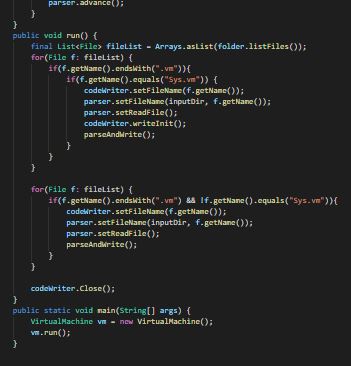 parser.advance();
        }
    }
    public void run() {
        final List<File> fileList = Arrays.asList(folder.listFiles());
        for(File f: fileList) {
            if(f.getName().endsWith(".vm")){
                if(f.getName().equals("Sys.vm")) {
                    codeWriter.setFileName(f.getName());
                    parser.setFileName(inputDir, f.getName());
                    parser.setReadFile();
                    codeWriter.writeInit();
                    parseAndWrite();
                }
            }
        }

        for(File f: fileList) {
            if(f.getName().endsWith(".vm") && !f.getName().equals("Sys.vm")){
                codeWriter.setFileName(f.getName());
                parser.setFileName(inputDir, f.getName());
                parser.setReadFile();
                parseAndWrite();
            }
        }

        codeWriter.Close();
    }
    public static void main(String[] args) {
        VirtualMachine vm = new VirtualMachine();
        vm.run();
    }